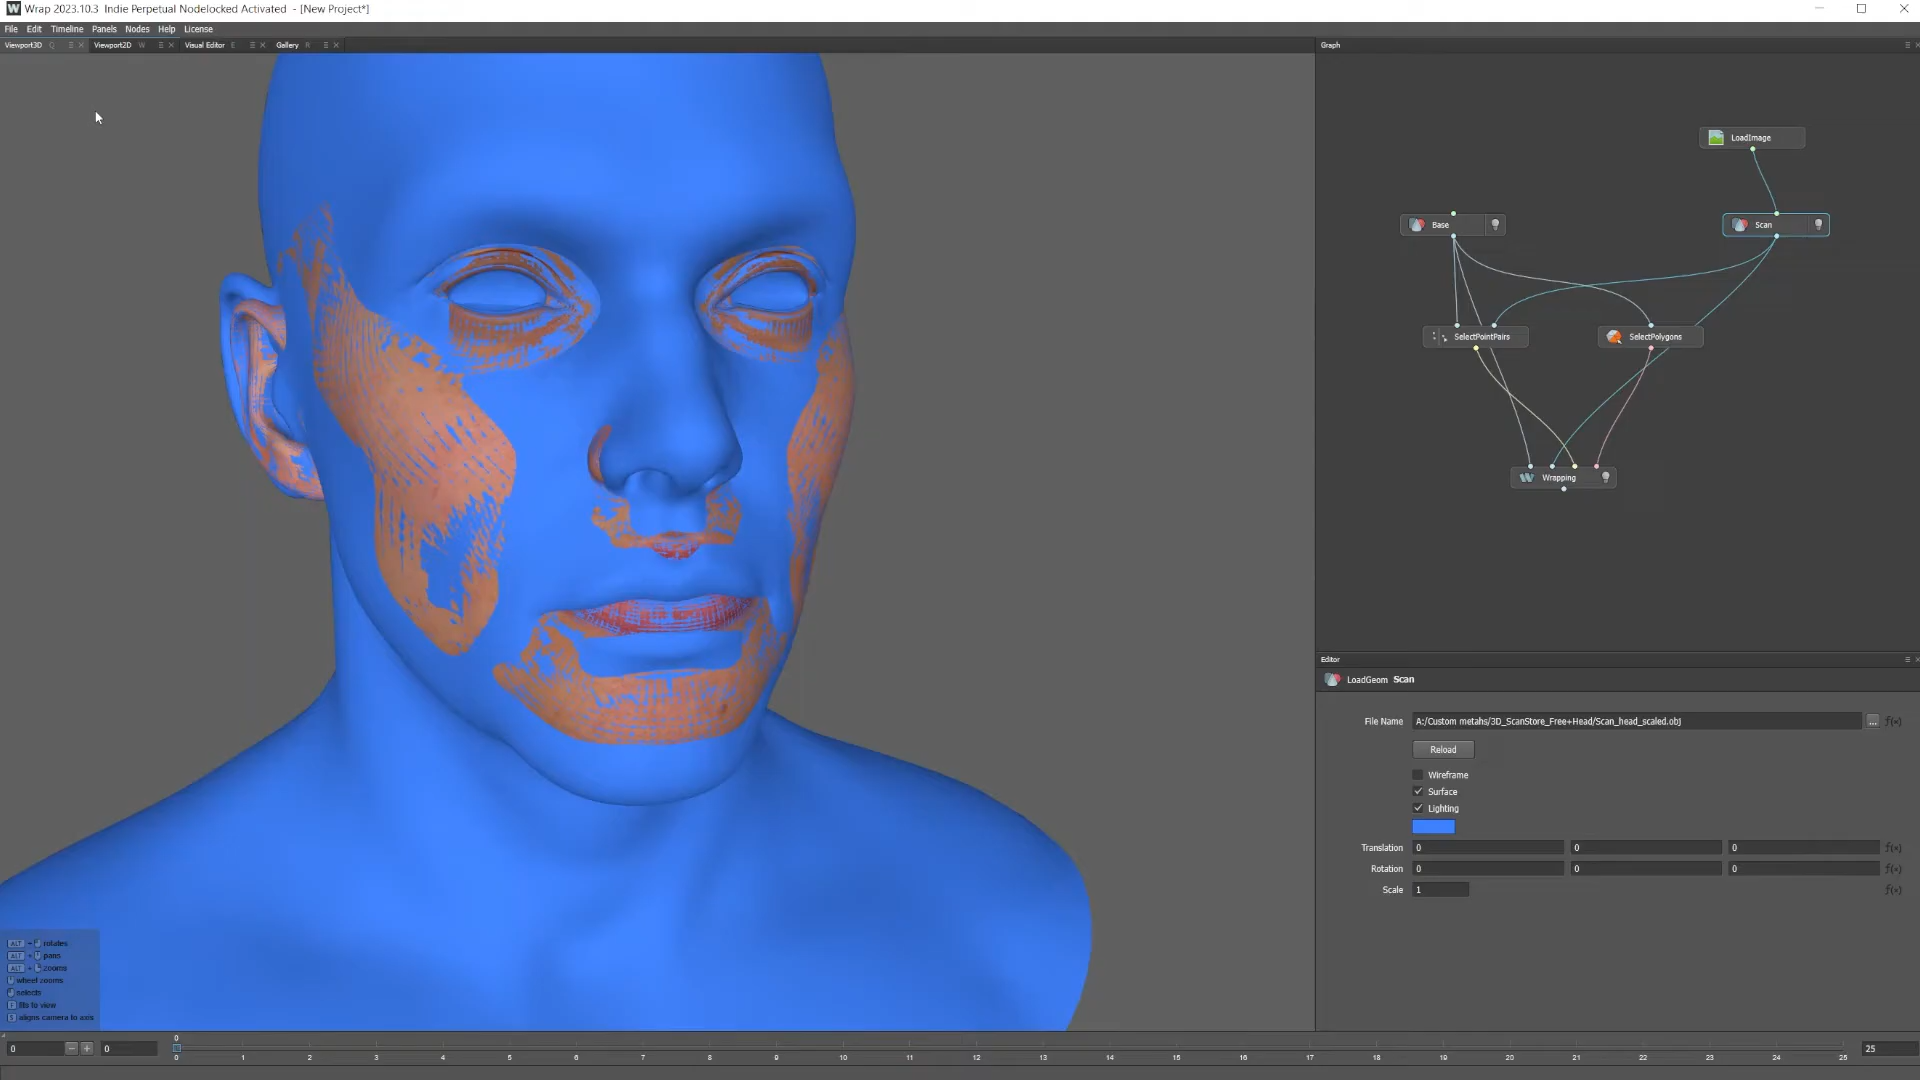 Wrap 2023.10.3 Indie Perpetual Nodelocked Activated - [New Project*]
File Edit Timeline Panels Nodes Help License
Viewport3D Q Viewport2D W Visual Editor E Gallery R
Graph
LoadImage
Base
Scan
SelectPointPairs
SelectPolygons
Wrapping
Editor
LoadGeom Scan
File Name A:/Custom metahs/3D_ScanStore_Free+Head/Scan_head_scaled.obj ... f(×)
Reload
Wireframe
Surface
Lighting
Translation 0 0 0 f(×)
Rotation 0 0 0 f(×)
Scale 1 f(×)
ALT + rotates
ALT + pans
ALT + zooms
wheel zooms
selects
F fits to view
S aligns camera to axis
0
0 − + 0
0 1 2 3 4 5 6 7 8 9 10 11 12 13 14 15 16 17 18 19 20 21 22 23 24 25
25